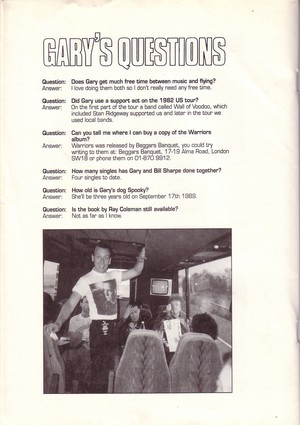 GARY'S QUESTIONS
Question: Does Gary get much free time between music and flying?
Answer: I love doing them both so I don't really need any free time.
Question: Did Gary use a support act on the 1982 US tour?
Answer: On the first part of the tour a band called Wall of Voodoo, which
included Stan Ridgeway supported us and later in the tour we
used local bands.
Question: Can you tell me where I can buy a copy of the Warriors
album?
Answer: Warriors was released by Beggars Banquet, you could try
writing to them at: Beggars Banquet, 17-19 Alma Road, London
SW18 or phone them on 01-870 9912.
Question: How many singles has Gary and Bill Sharpe done together?
Answer: Four singles to date.
Question: How old is Gary's dog Spooky?
Answer: She'll be three years old on September 17th 1989.
Question: Is the book by Ray Coleman still available?
Answer: Not as far as I know.